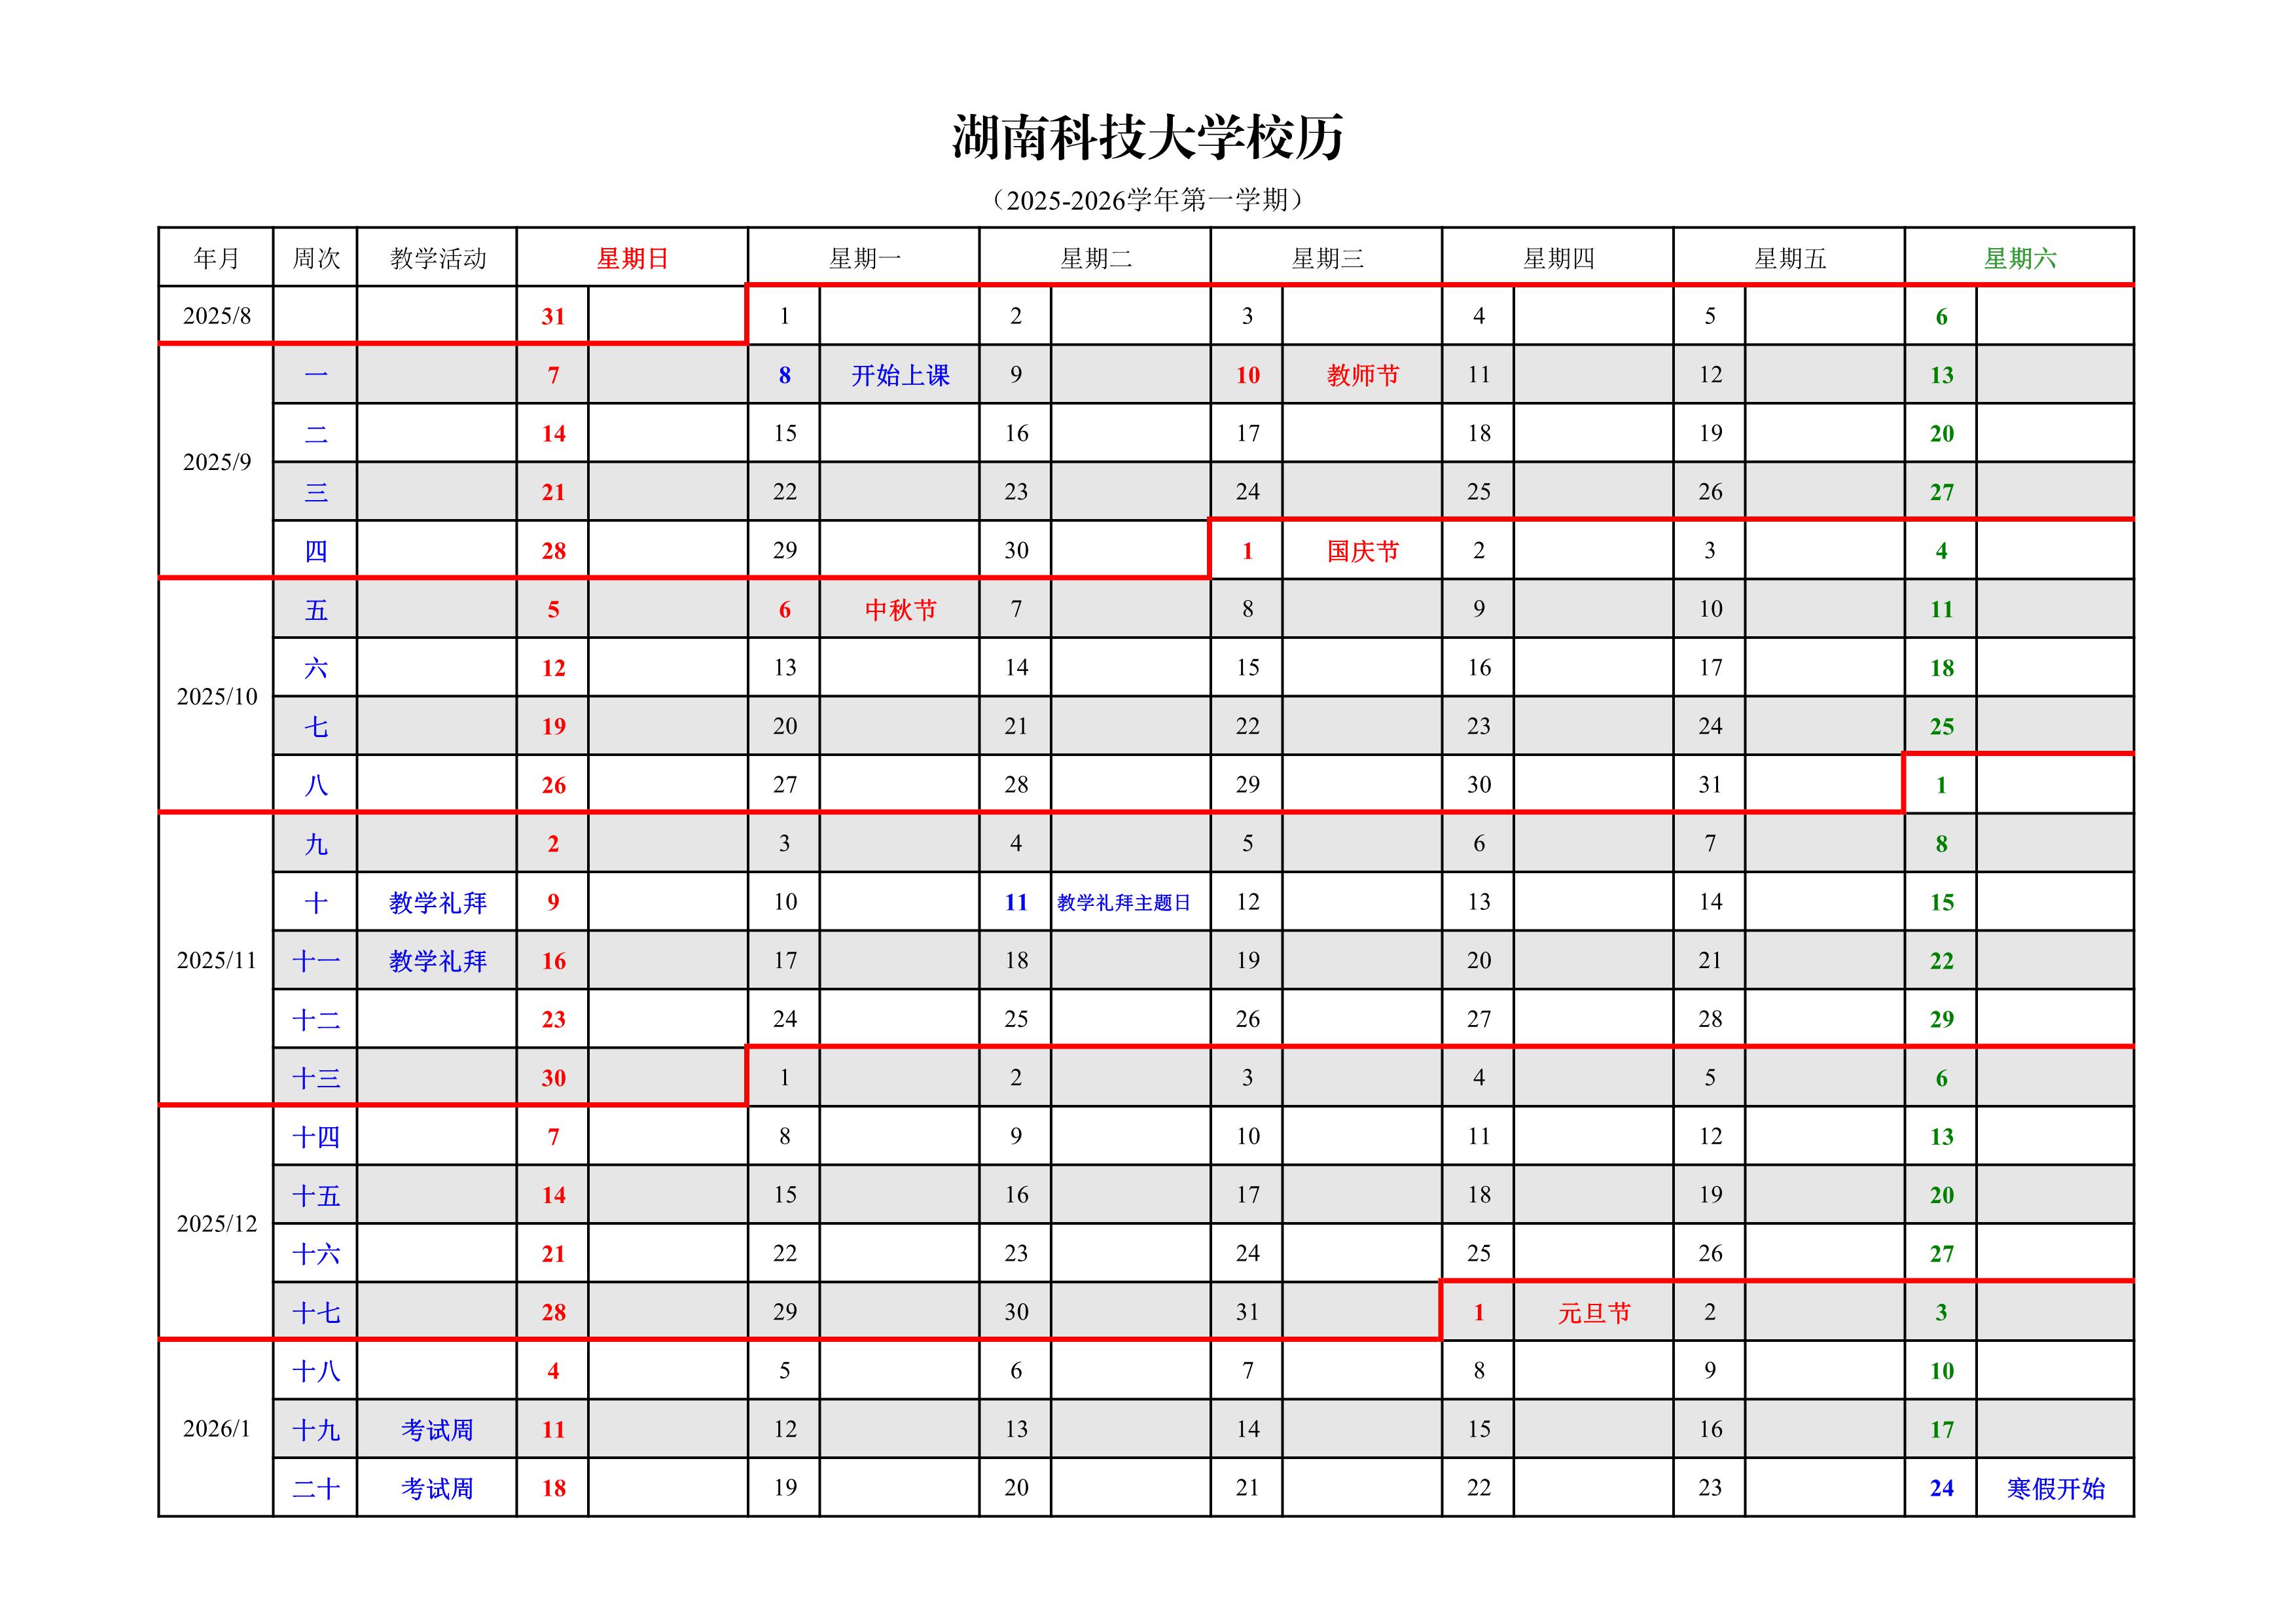 湖南科技大学校历
（2025-2026学年第一学期）
年月 周次 教学活动 星期日 星期一 星期二 星期三 星期四 星期五 星期六
2025/8 31 1 2 3 4 5 6
2025/9 一 7 8 开始上课 9 10 教师节 11 12 13
二 14 15 16 17 18 19 20
三 21 22 23 24 25 26 27
四 28 29 30 1 国庆节 2 3 4
2025/10 五 5 6 中秋节 7 8 9 10 11
六 12 13 14 15 16 17 18
七 19 20 21 22 23 24 25
八 26 27 28 29 30 31 1
2025/11 九 2 3 4 5 6 7 8
十 教学礼拜 9 10 11 教学礼拜主题日 12 13 14 15
十一 教学礼拜 16 17 18 19 20 21 22
十二 23 24 25 26 27 28 29
十三 30 1 2 3 4 5 6
2025/12 十四 7 8 9 10 11 12 13
十五 14 15 16 17 18 19 20
十六 21 22 23 24 25 26 27
十七 28 29 30 31 1 元旦节 2 3
2026/1 十八 4 5 6 7 8 9 10
十九 考试周 11 12 13 14 15 16 17
二十 考试周 18 19 20 21 22 23 24 寒假开始